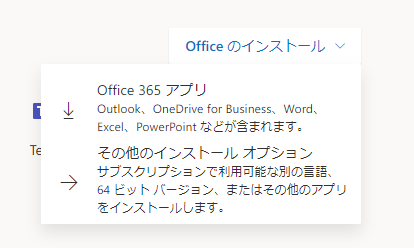 Office のインストール
Office 365 アプリ
Outlook、OneDrive for Business、Word、
Excel、PowerPoint などが含まれます。
Te
その他のインストール オプション
サブスクリプションで利用可能な別の言語、
64 ビット バージョン、またはその他のアプリ
をインストールします。